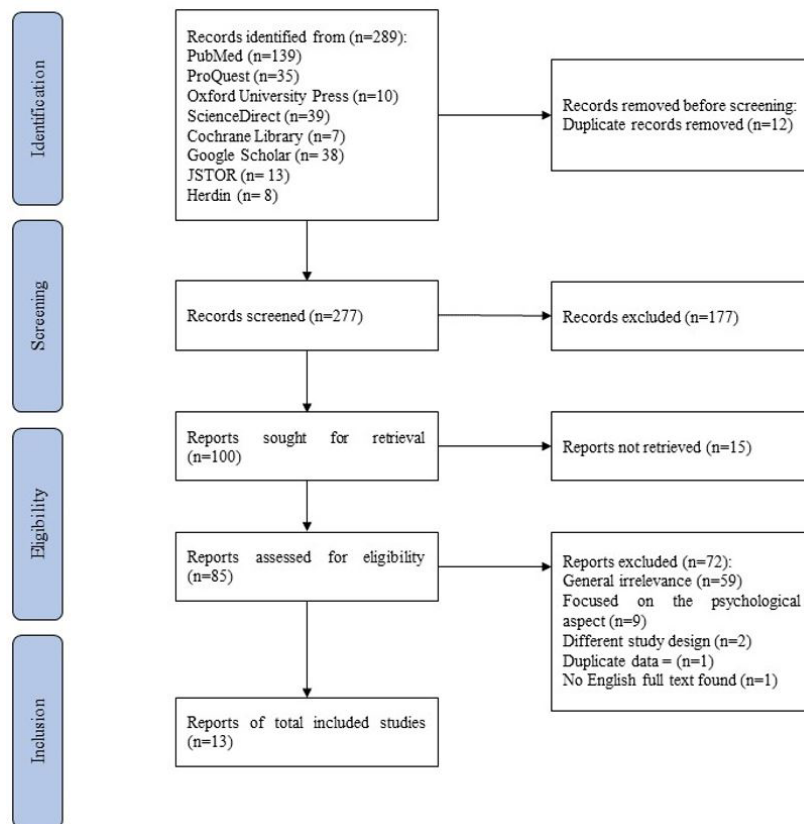 Identification
Records identified from (n=289):
PubMed (n=139)
ProQuest (n=35)
Oxford University Press (n=10)
ScienceDirect (n=39)
Cochrane Library (n=7)
Google Scholar (n= 38)
JSTOR (n= 13)
Herdin (n= 8)
Records removed before screening:
Duplicate records removed (n=12)
Screening
Records screened (n=277)
Records excluded (n=177)
Eligibility
Reports sought for retrieval
(n=100)
Reports not retrieved (n=15)
Reports assessed for eligibility
(n=85)
Reports excluded (n=72):
General irrelevance (n=59)
Focused on the psychological
aspect (n=9)
Different study design (n=2)
Duplicate data = (n=1)
No English full text found (n=1)
Inclusion
Reports of total included studies
(n=13)